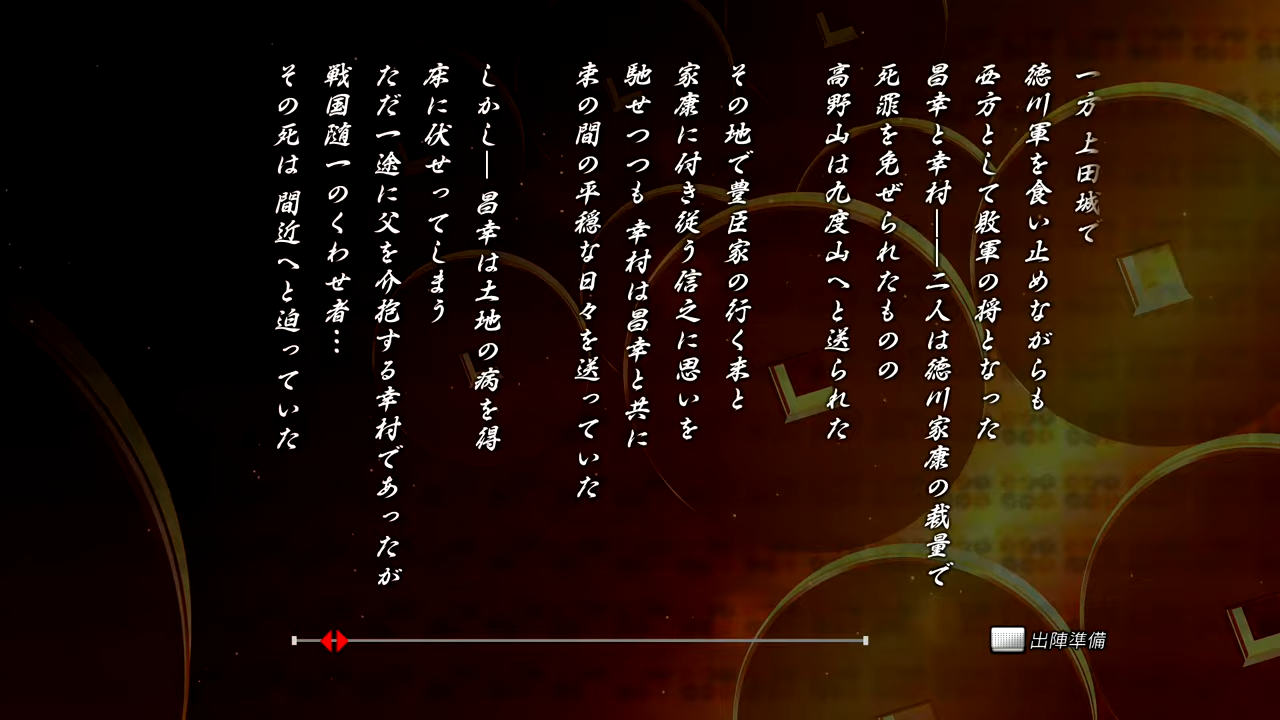 一方 上田城で
徳川軍を食い止めながらも
西方として敗軍の将となった
昌幸と幸村――二人は徳川家康の裁量で
死罪を免ぜられたものの
高野山は九度山へと送られた
その地で豊臣家の行く末と
家康に付き従う信之に思いを
馳せつつも 幸村は昌幸と共に
束の間の平穏な日々を送っていた
しかし―昌幸は土地の病を得
床に伏せってしまう
ただ一途に父を介抱する幸村であったが
戦国随一のくわせ者…
その死は 間近へと迫っていた
出陣準備